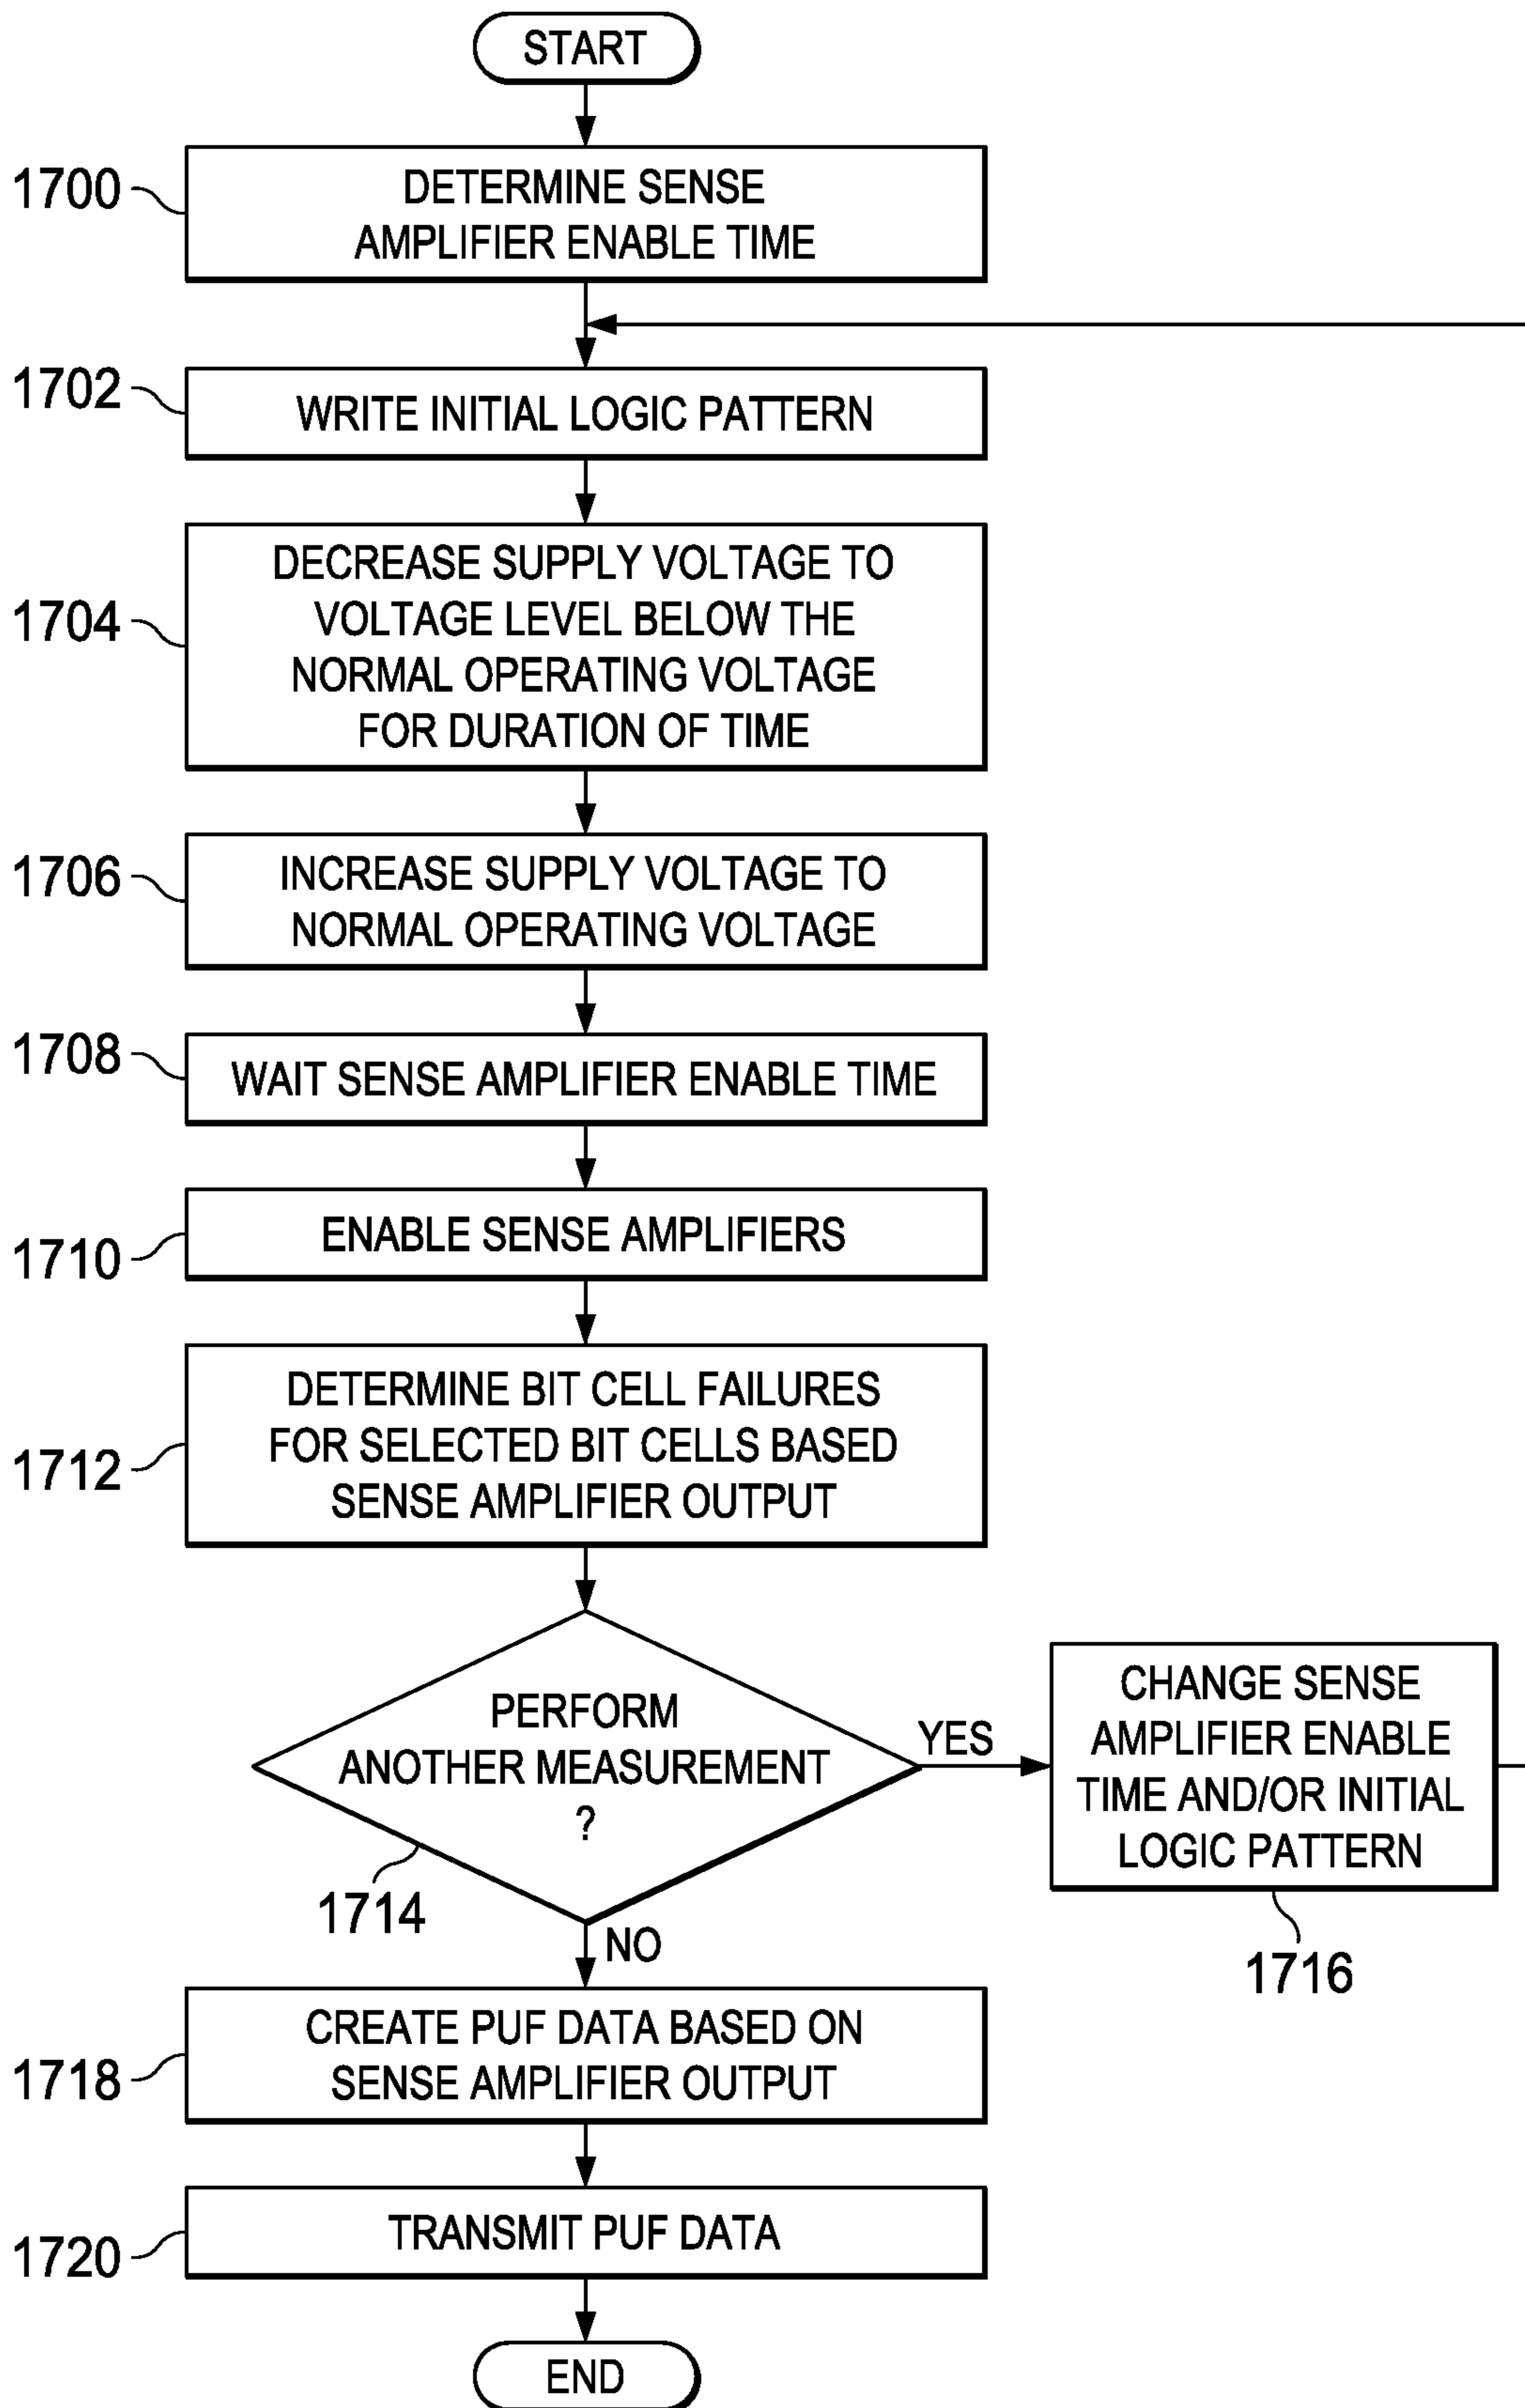 START
1700
DETERMINE SENSE
AMPLIFIER ENABLE TIME
1702
WRITE INITIAL LOGIC PATTERN
1704
DECREASE SUPPLY VOLTAGE TO
VOLTAGE LEVEL BELOW THE
NORMAL OPERATING VOLTAGE
FOR DURATION OF TIME
1706
INCREASE SUPPLY VOLTAGE TO
NORMAL OPERATING VOLTAGE
1708
WAIT SENSE AMPLIFIER ENABLE TIME
1710
ENABLE SENSE AMPLIFIERS
1712
DETERMINE BIT CELL FAILURES
FOR SELECTED BIT CELLS BASED
SENSE AMPLIFIER OUTPUT
PERFORM
ANOTHER MEASUREMENT
?
1714
YES
CHANGE SENSE
AMPLIFIER ENABLE
TIME AND/OR INITIAL
LOGIC PATTERN
1716
NO
1718
CREATE PUF DATA BASED ON
SENSE AMPLIFIER OUTPUT
1720
TRANSMIT PUF DATA
END